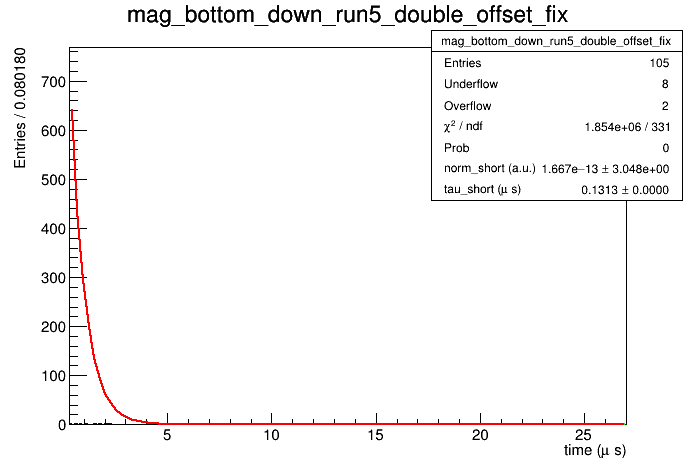 mag_bottom_down_run5_double_offset_fix
mag_bottom_down_run5_double_offset_fix
Entries 105
Underflow 8
Overflow 2
χ² / ndf 1.854e+06 / 331
Prob 0
norm_short (a.u.) 1.667e−13 ± 3.048e+00
tau_short (μ s) 0.1313 ± 0.0000
Entries / 0.080180
700
600
500
400
300
200
100
0
5 10 15 20 25
time (μ s)